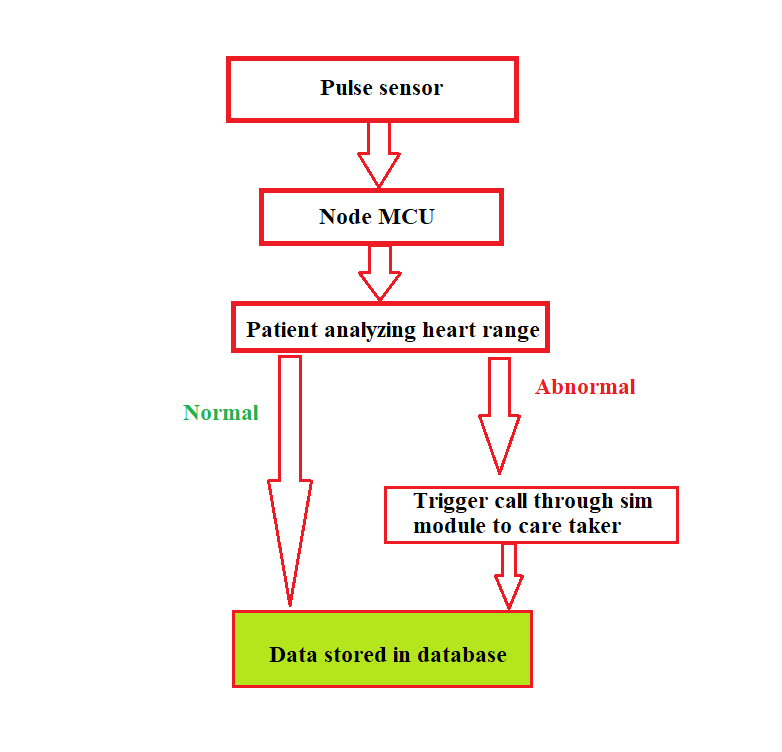 Pulse sensor
Node MCU
Patient analyzing heart range
Abnormal
Normal
Trigger call through sim
module to care taker
Data stored in database